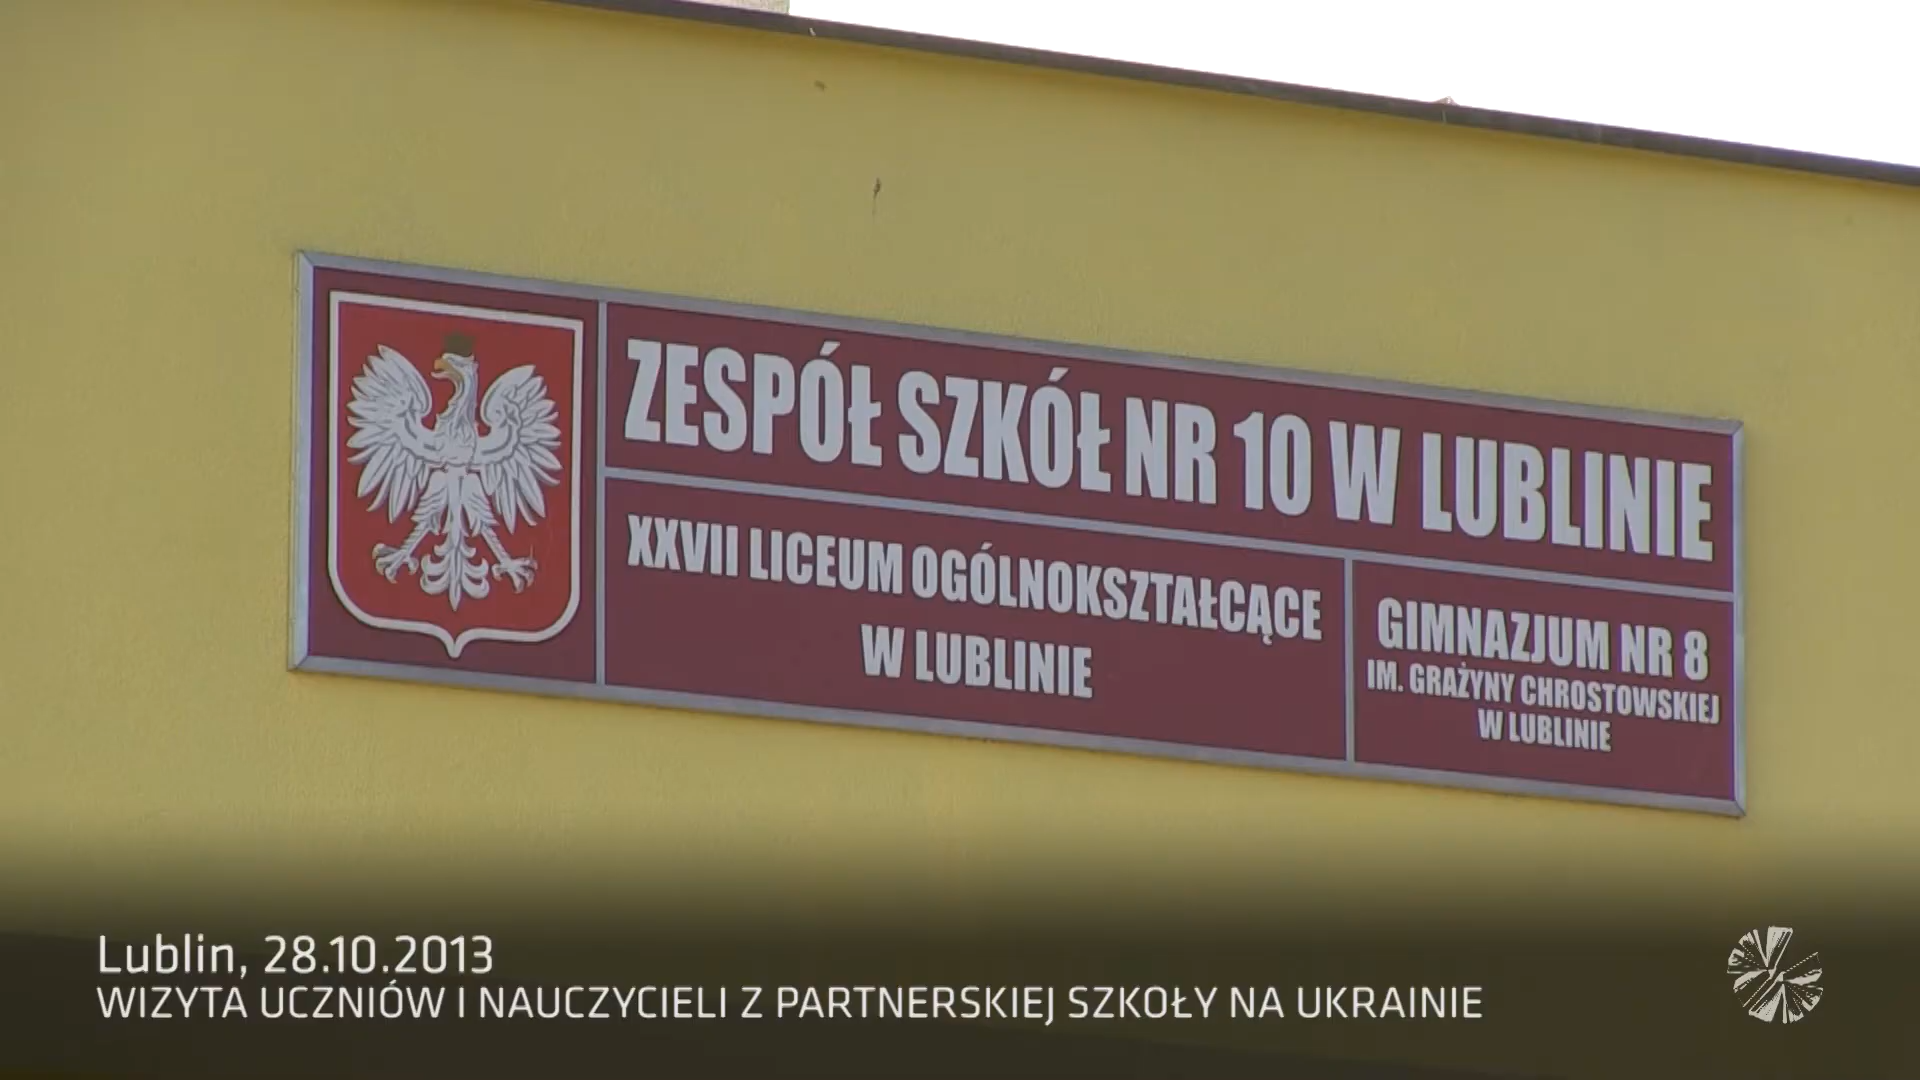 ZESPÓŁ SZKÓŁ NR 10 W LUBLINIE
XXVII LICEUM OGÓLNOKSZTAŁCĄCE
W LUBLINIE
GIMNAZJUM NR 8
IM. GRAŻYNY CHROSTOWSKIEJ
W LUBLINIE
Lublin, 28.10.2013
WIZYTA UCZNIÓW I NAUCZYCIELI Z PARTNERSKIEJ SZKOŁY NA UKRAINIE